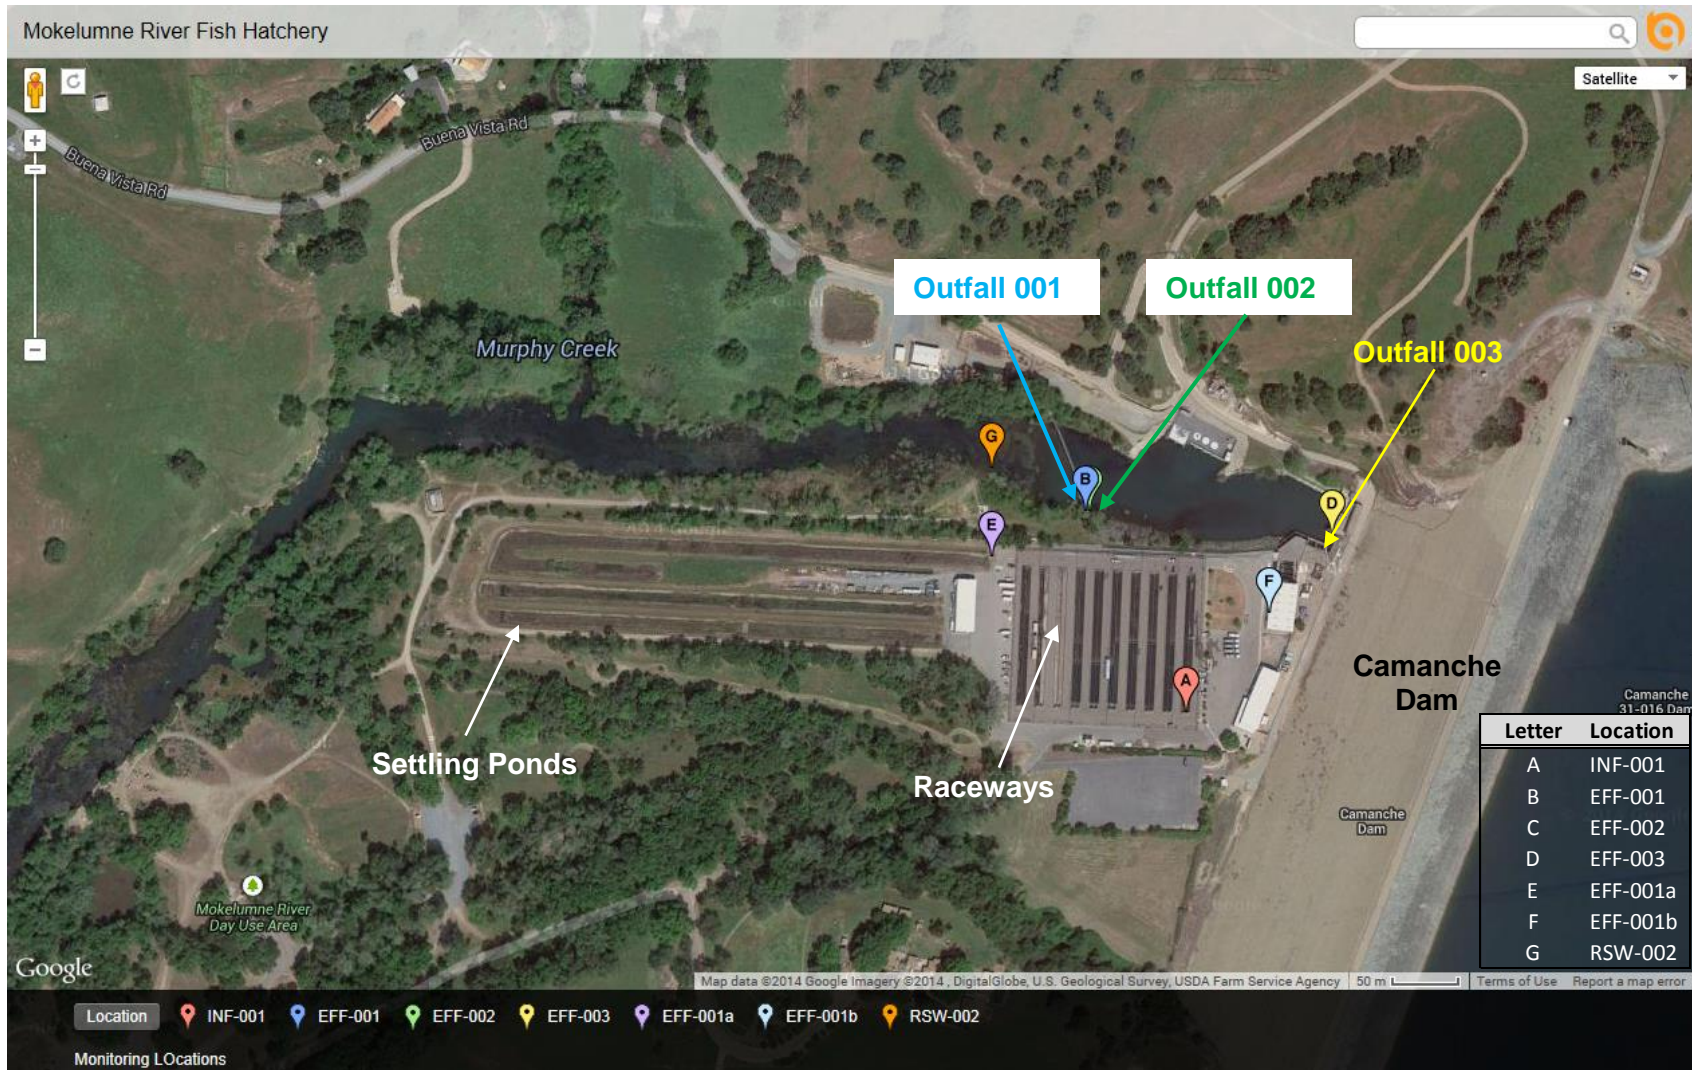 Mokelumne River Fish Hatchery
Satellite
Buena Vista Rd
Buena Vista Rd
Outfall 001
Outfall 002
Murphy Creek
Outfall 003
G
B
D
E
F
A
Settling Ponds
Raceways
Camanche
Dam
Camanche
31-016 Dam
Camanche
Dam
Letter Location
A INF-001
B EFF-001
C EFF-002
D EFF-003
E EFF-001a
F EFF-001b
G RSW-002
Mokelumne River
Day Use Area
Google
Map data ©2014 Google Imagery ©2014 , DigitalGlobe, U.S. Geological Survey, USDA Farm Service Agency
50 m
Terms of Use
Report a map error
Location INF-001 EFF-001 EFF-002 EFF-003 EFF-001a EFF-001b RSW-002
Monitoring LOcations